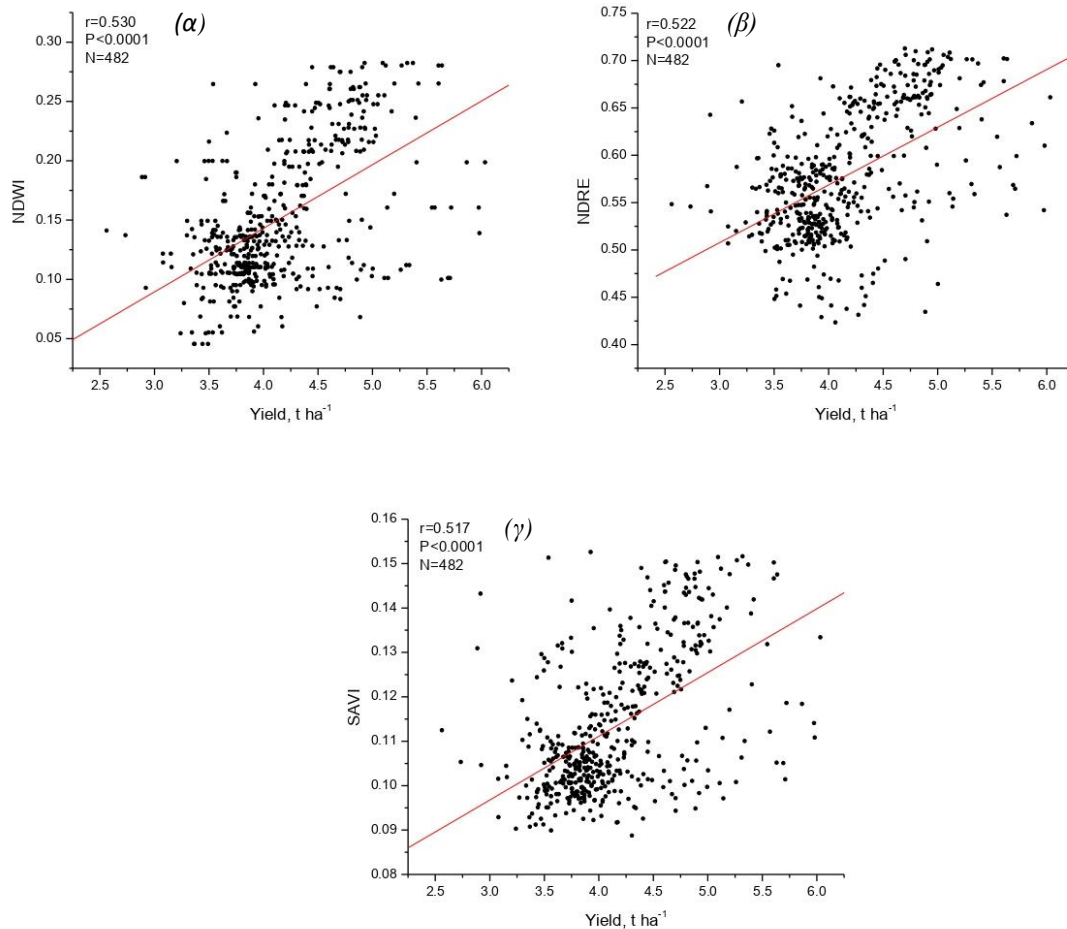 r=0.530
P<0.0001
N=482
(α)
0.30
0.25
0.20
0.15
0.10
0.05
NDWI
2.5 3.0 3.5 4.0 4.5 5.0 5.5 6.0
Yield, t ha⁻¹
r=0.522
P<0.0001
N=482
(β)
0.75
0.70
0.65
0.60
0.55
0.50
0.45
0.40
NDRE
2.5 3.0 3.5 4.0 4.5 5.0 5.5 6.0
Yield, t ha⁻¹
r=0.517
P<0.0001
N=482
(γ)
0.16
0.15
0.14
0.13
0.12
0.11
0.10
0.09
0.08
SAVI
2.5 3.0 3.5 4.0 4.5 5.0 5.5 6.0
Yield, t ha⁻¹